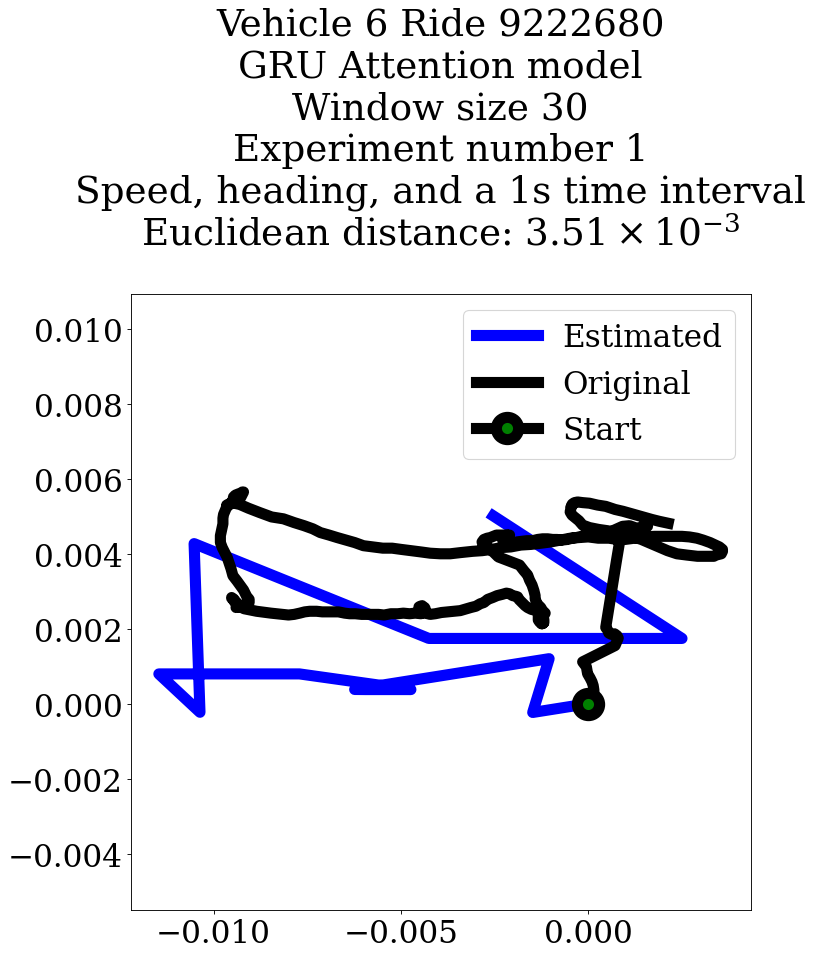 Vehicle 6 Ride 9222680
GRU Attention model
Window size 30
Experiment number 1
Speed, heading, and a 1s time interval
Euclidean distance: 3.51 × 10⁻³
Estimated
Original
Start
0.010
0.008
0.006
0.004
0.002
0.000
−0.002
−0.004
−0.010 −0.005 0.000